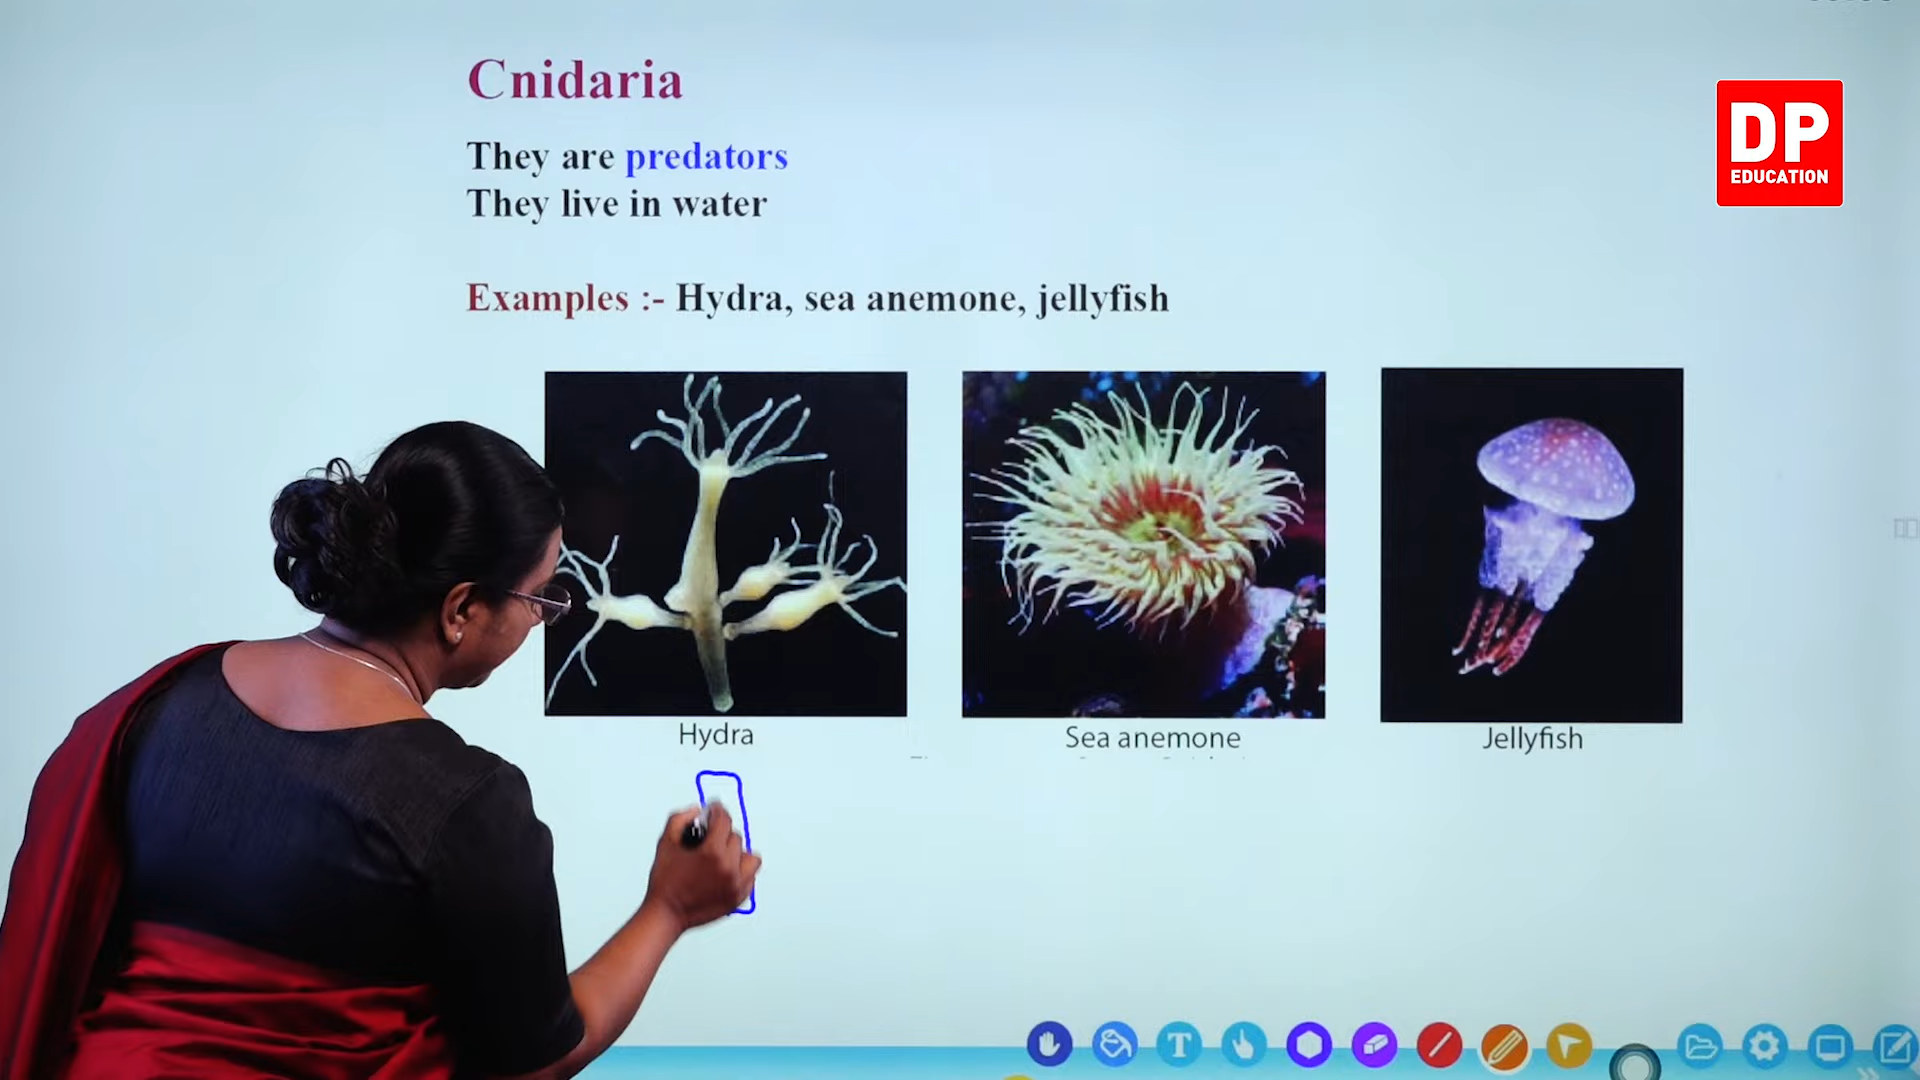 Cnidaria
They are predators
They live in water
Examples :- Hydra, sea anemone, jellyfish
Hydra
Sea anemone
Jellyfish
DP
EDUCATION
T